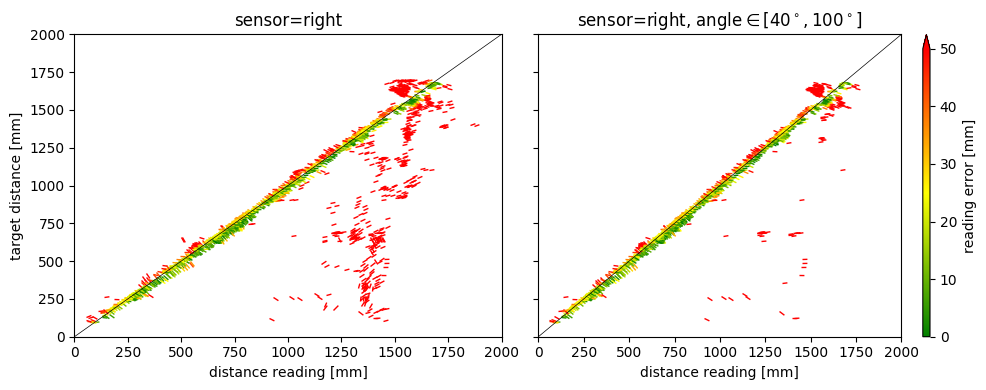 sensor=right
sensor=right, angle ∈ [40°, 100°]
2000
1750
1500
1250
1000
750
500
250
0
target distance [mm]
0 250 500 750 1000 1250 1500 1750 2000
distance reading [mm]
0 250 500 750 1000 1250 1500 1750 2000
distance reading [mm]
50
40
30
20
10
0
reading error [mm]